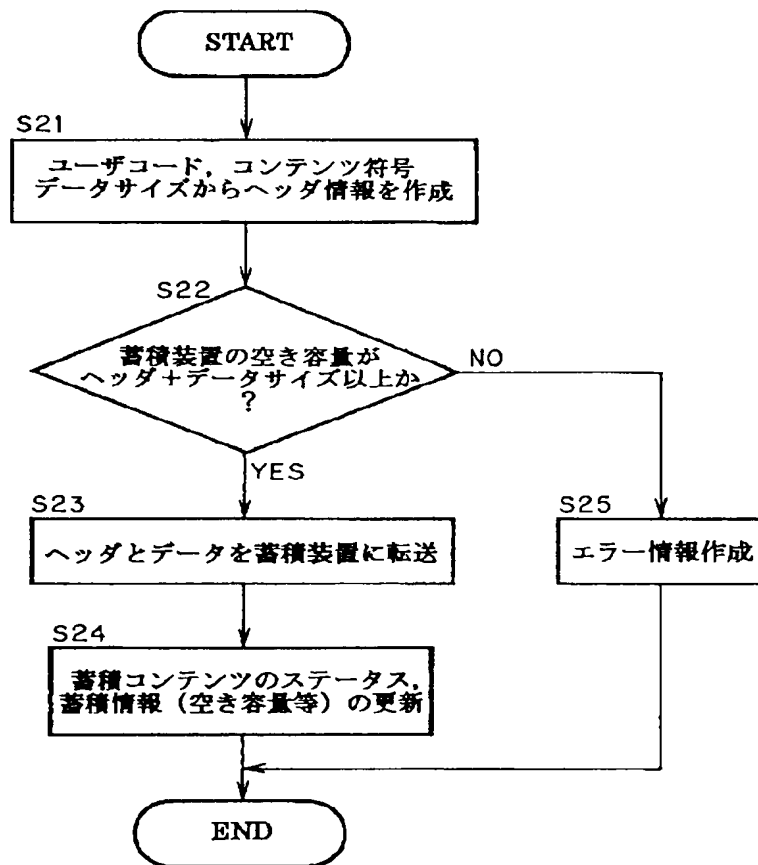 START
S21
ユーザコード，コンテンツ符号
データサイズからヘッダ情報を作成
S22
蓄積装置の空き容量が
ヘッダ＋データサイズ以上か
？
NO
YES
S23
ヘッダとデータを蓄積装置に転送
S25
エラー情報作成
S24
蓄積コンテンツのステータス，
蓄積情報（空き容量等）の更新
END